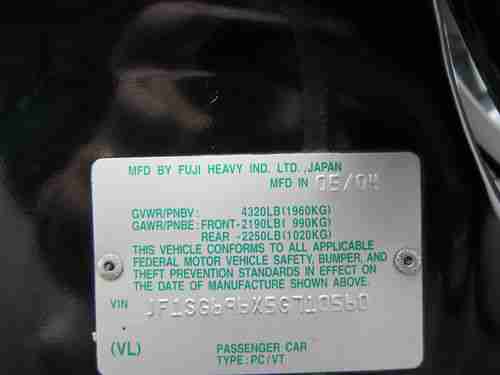 MFD BY FUJI HEAVY IND. LTD., JAPAN
MFD IN 05/04
GVWR/PNBV: 4320LB(1960KG)
GAWR/PNBE: FRONT-2190LB( 990KG)
REAR -2250LB(1020KG)
THIS VEHICLE CONFORMS TO ALL APPLICABLE
FEDERAL MOTOR VEHICLE SAFETY, BUMPER, AND
THEFT PREVENTION STANDARDS IN EFFECT ON
THE DATE OF MANUFACTURE SHOWN ABOVE.
VIN JF1SG696X5G710560
(VL) PASSENGER CAR
TYPE: PC/VT